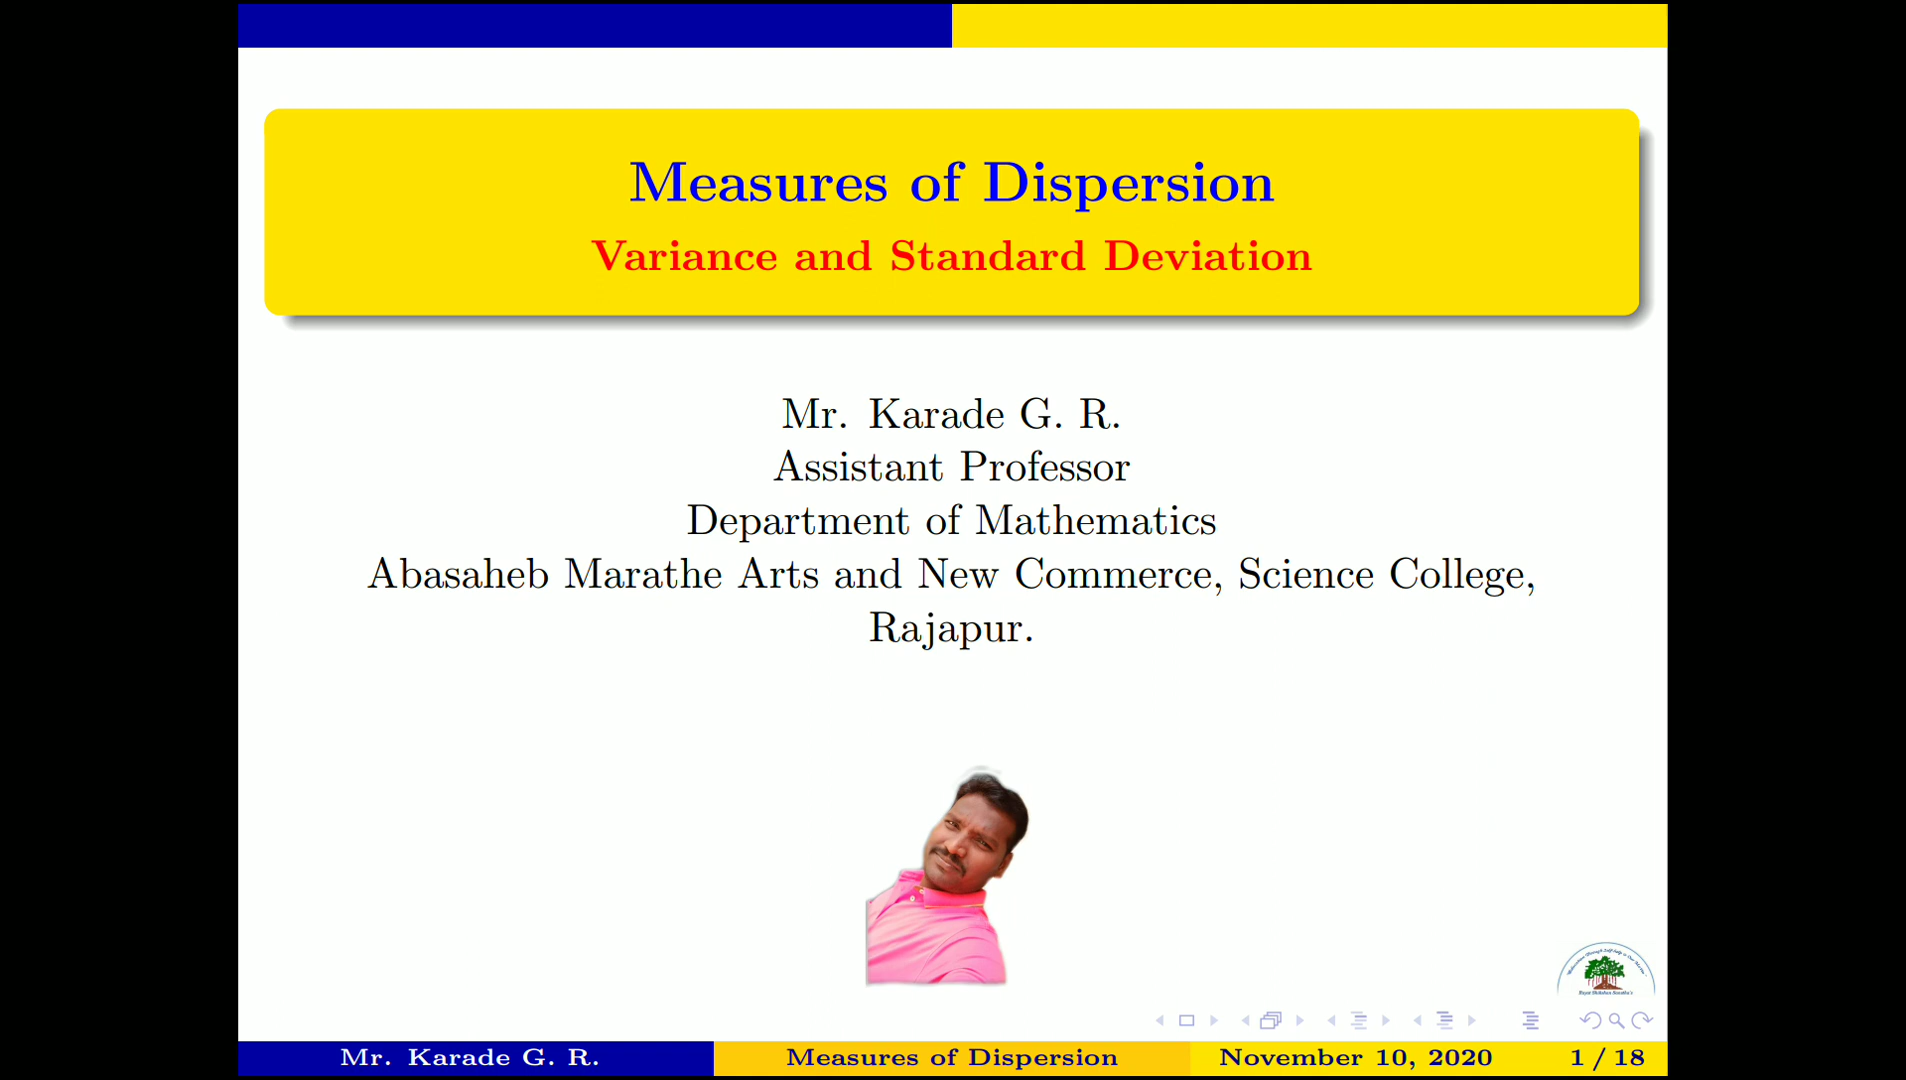 Measures of Dispersion
Variance and Standard Deviation
Mr. Karade G. R.
Assistant Professor
Department of Mathematics
Abasaheb Marathe Arts and New Commerce, Science College,
Rajapur.
Mr. Karade G. R.
Measures of Dispersion
November 10, 2020
1 / 18